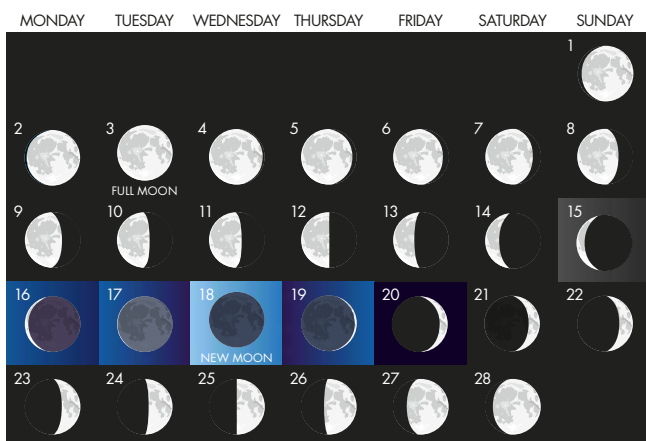 MONDAY TUESDAY WEDNESDAY THURSDAY FRIDAY SATURDAY SUNDAY
1
2 3 4 5 6 7 8
FULL MOON
9 10 11 12 13 14 15
16 17 18 19 20 21 22
NEW MOON
23 24 25 26 27 28